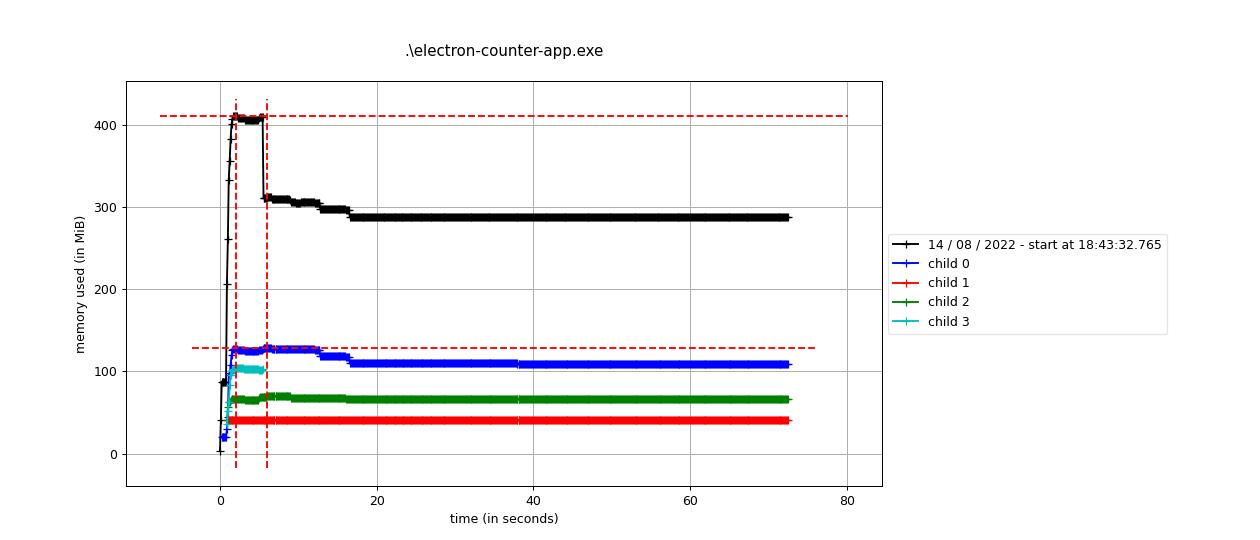 .\electron-counter-app.exe
memory used (in MiB)
400
300
200
100
0
0 20 40 60 80
time (in seconds)
14 / 08 / 2022 - start at 18:43:32.765
child 0
child 1
child 2
child 3